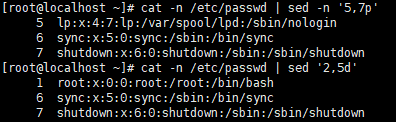 [root@localhost ~]# cat -n /etc/passwd | sed -n '5,7p'
5 lp:x:4:7:lp:/var/spool/lpd:/sbin/nologin
6 sync:x:5:0:sync:/sbin:/bin/sync
7 shutdown:x:6:0:shutdown:/sbin:/sbin/shutdown
[root@localhost ~]# cat -n /etc/passwd | sed '2,5d'
1 root:x:0:0:root:/root:/bin/bash
6 sync:x:5:0:sync:/sbin:/bin/sync
7 shutdown:x:6:0:shutdown:/sbin:/sbin/shutdown